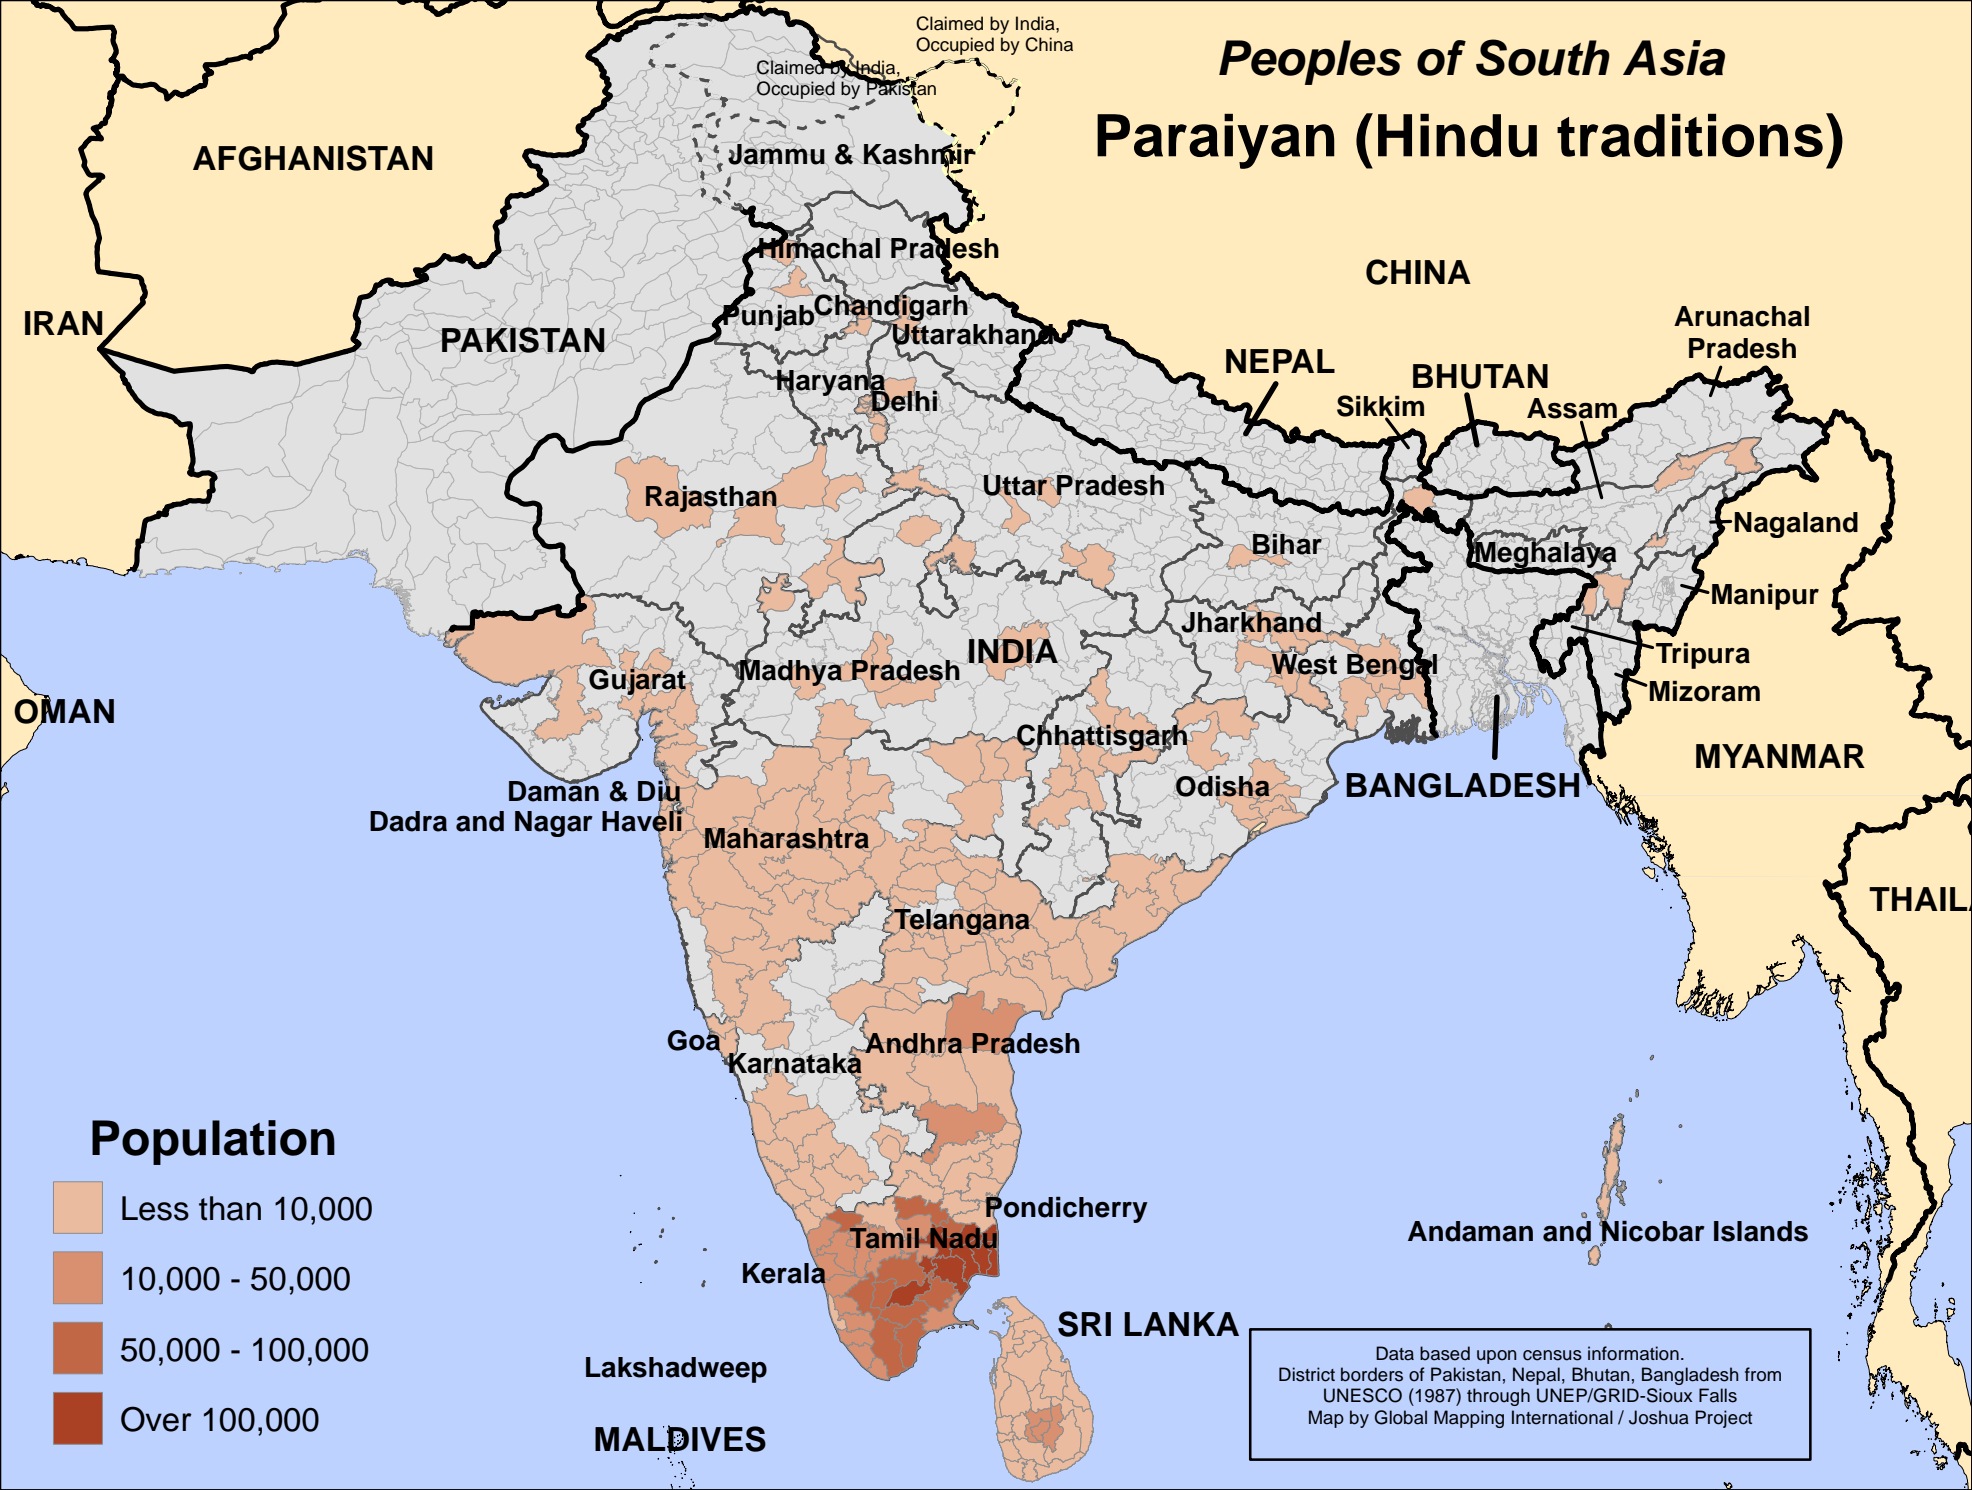 Claimed by India,
Occupied by China
Peoples of South Asia
Claimed by India,
Occupied by Pakistan
Paraiyan (Hindu traditions)
AFGHANISTAN
Jammu & Kashmir
Himachal Pradesh
CHINA
IRAN
PAKISTAN
Punjab
Chandigarh
Uttarakhand
Arunachal
Pradesh
NEPAL
BHUTAN
Haryana
Delhi
Sikkim
Assam
Rajasthan
Uttar Pradesh
Nagaland
Bihar
Meghalaya
Manipur
Jharkhand
INDIA
Tripura
West Bengal
Madhya Pradesh
Gujarat
Mizoram
OMAN
Chhattisgarh
MYANMAR
Odisha
BANGLADESH
Daman & Diu
Dadra and Nagar Haveli
Maharashtra
THAILA
Telangana
Goa
Andhra Pradesh
Karnataka
Population
Less than 10,000
10,000 - 50,000
50,000 - 100,000
Over 100,000
Pondicherry
Tamil Nadu
Andaman and Nicobar Islands
Kerala
SRI LANKA
Lakshadweep
MALDIVES
Data based upon census information.
District borders of Pakistan, Nepal, Bhutan, Bangladesh from
UNESCO (1987) through UNEP/GRID-Sioux Falls
Map by Global Mapping International / Joshua Project